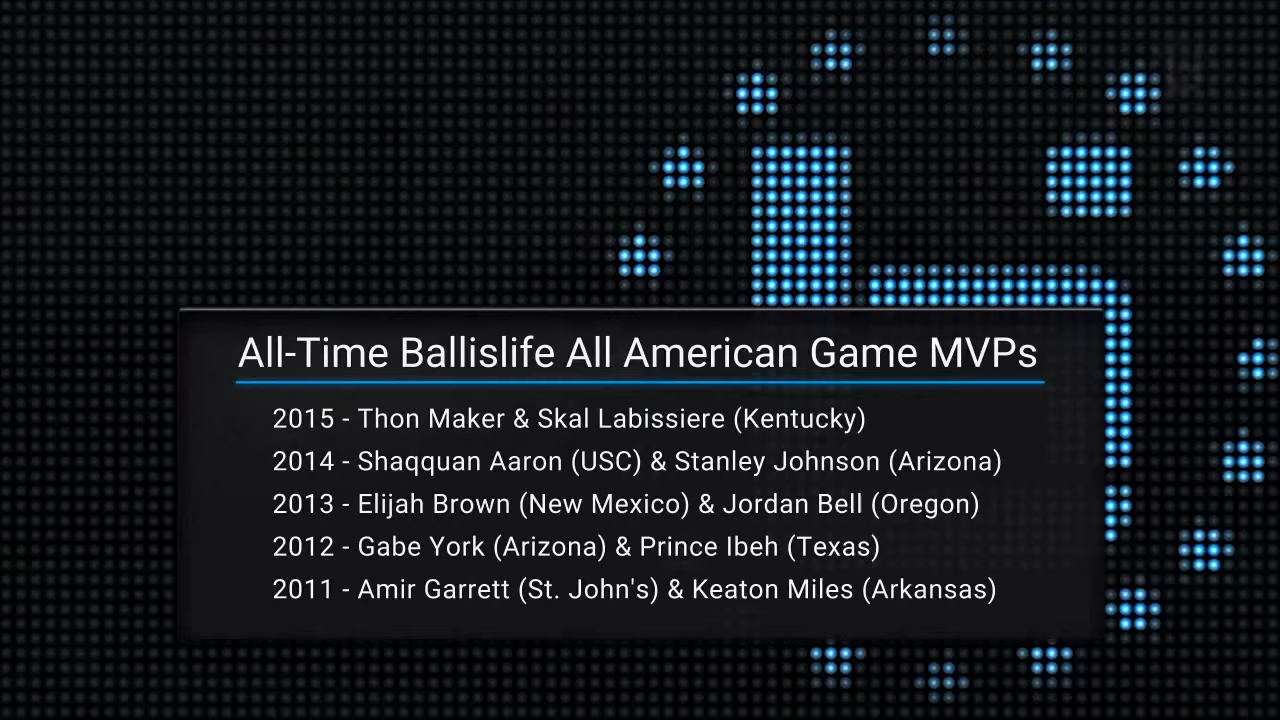 All-Time Ballislife All American Game MVPs
2015 - Thon Maker & Skal Labissiere (Kentucky)
2014 - Shaqquan Aaron (USC) & Stanley Johnson (Arizona)
2013 - Elijah Brown (New Mexico) & Jordan Bell (Oregon)
2012 - Gabe York (Arizona) & Prince Ibeh (Texas)
2011 - Amir Garrett (St. John's) & Keaton Miles (Arkansas)